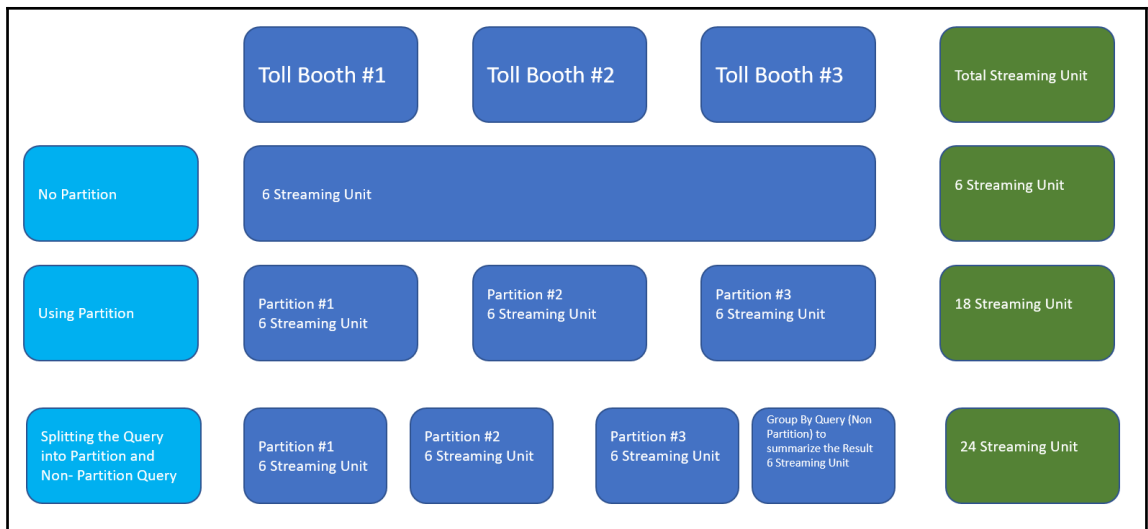 Toll Booth #1
Toll Booth #2
Toll Booth #3
Total Streaming Unit
No Partition
6 Streaming Unit
6 Streaming Unit
Using Partition
Partition #1
6 Streaming Unit
Partition #2
6 Streaming Unit
Partition #3
6 Streaming Unit
18 Streaming Unit
Splitting the Query
into Partition and
Non- Partition Query
Partition #1
6 Streaming Unit
Partition #2
6 Streaming Unit
Partition #3
6 Streaming Unit
Group By Query (Non
Partition) to
summarize the Result
6 Streaming Unit
24 Streaming Unit